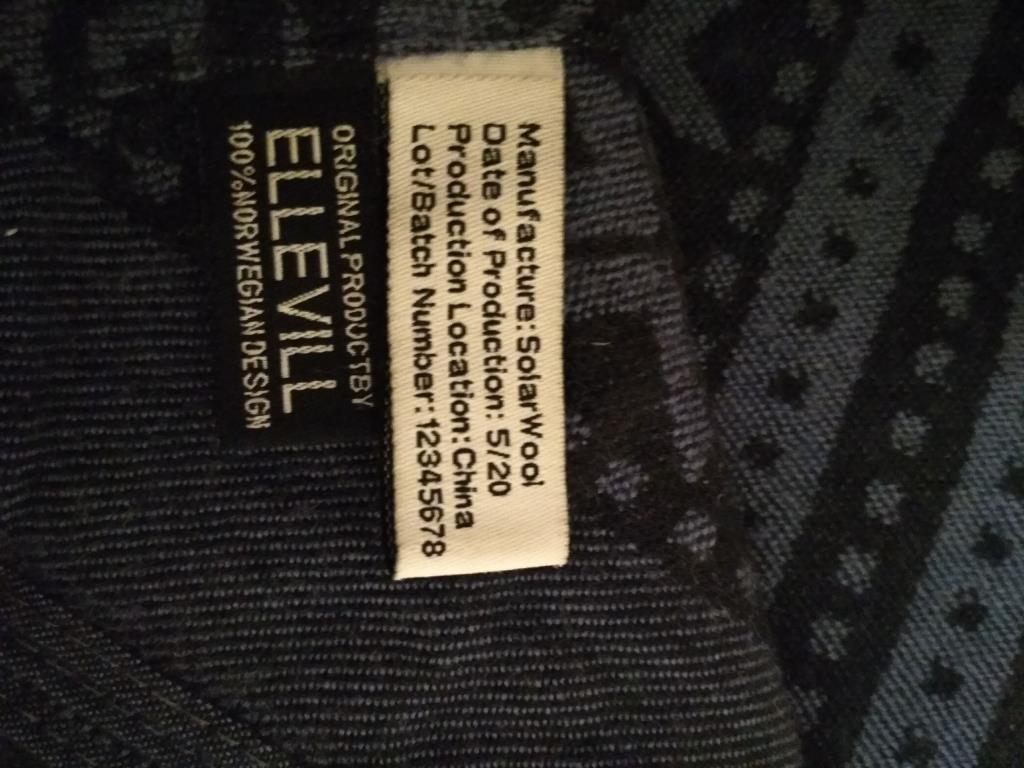 Manufacture:SolarWool
Date of Production: 5/20
Production Location:China
Lot/Batch Number:12345678
ORIGINAL PRODUCT BY
ELLEVILL
100% NORWEGIAN DESIGN